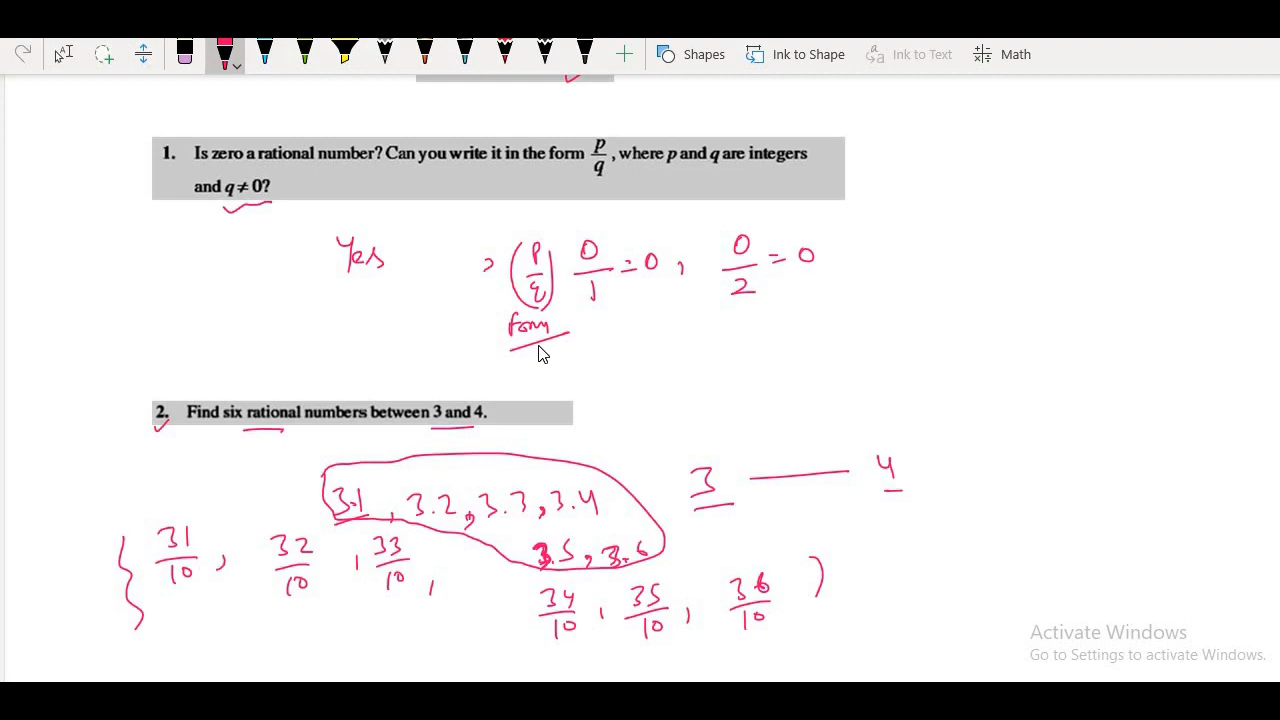 Shapes Ink to Shape Ink to Text Math
1. Is zero a rational number? Can you write it in the form p/q, where p and q are integers
and q ≠ 0?
Yes , (p/q) 0/1 = 0, 0/2 = 0
form
2. Find six rational numbers between 3 and 4.
3 — 4
3.1, 3.2, 3.3, 3.4
3.5, 3.6
{ 31/10, 32/10, 33/10,
34/10, 35/10, 36/10 )
Activate Windows
Go to Settings to activate Windows.